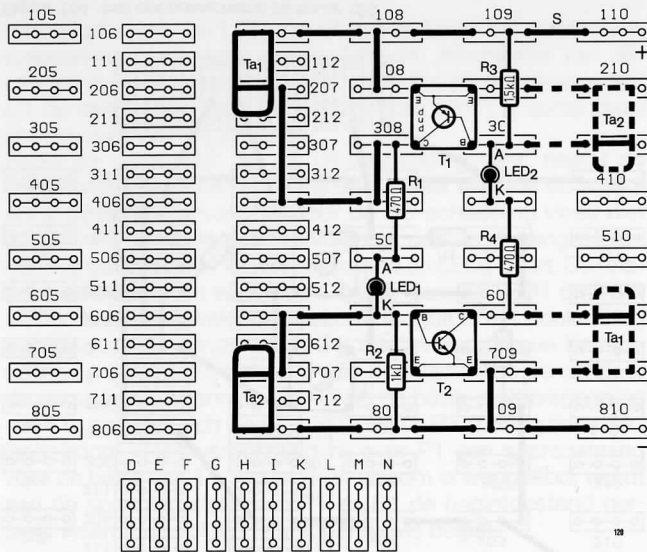 105 108 109 S 110
106 +
111 Ta1 112 R3
205 206 207 08 1,5kΩ 210
E E
211 212 pnp Ta2
C B
305 306 307 308 T1 30
A
311 312 R1 LED2
405 406 470Ω K 410
411 412
505 506 507 50 R4 510
A 470Ω
511 512 LED1
605 606 K 60
B C
611 612 Ta1
705 706 707 R2 E E 709
1kΩ T2
711 Ta2 712
805 806 80 09 810
-
D E F G H I K L M N
120